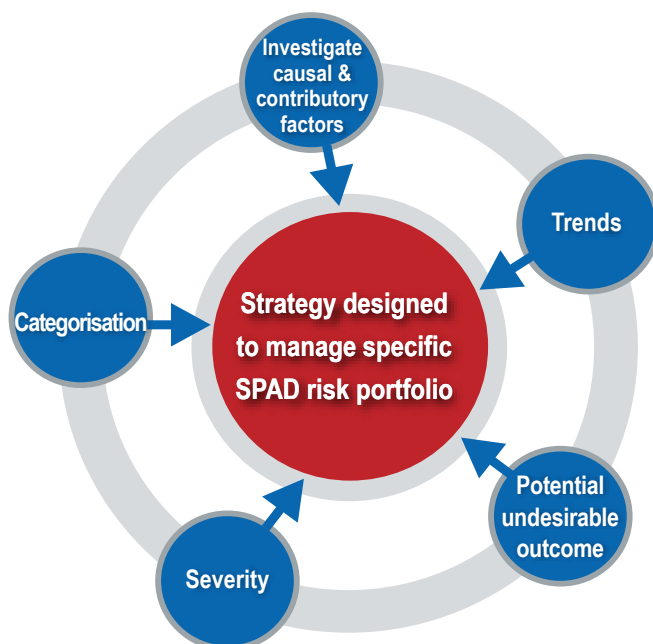 Investigate
causal &
contributory
factors
Trends
Categorisation
Strategy designed
to manage specific
SPAD risk portfolio
Potential
undesirable
outcome
Severity